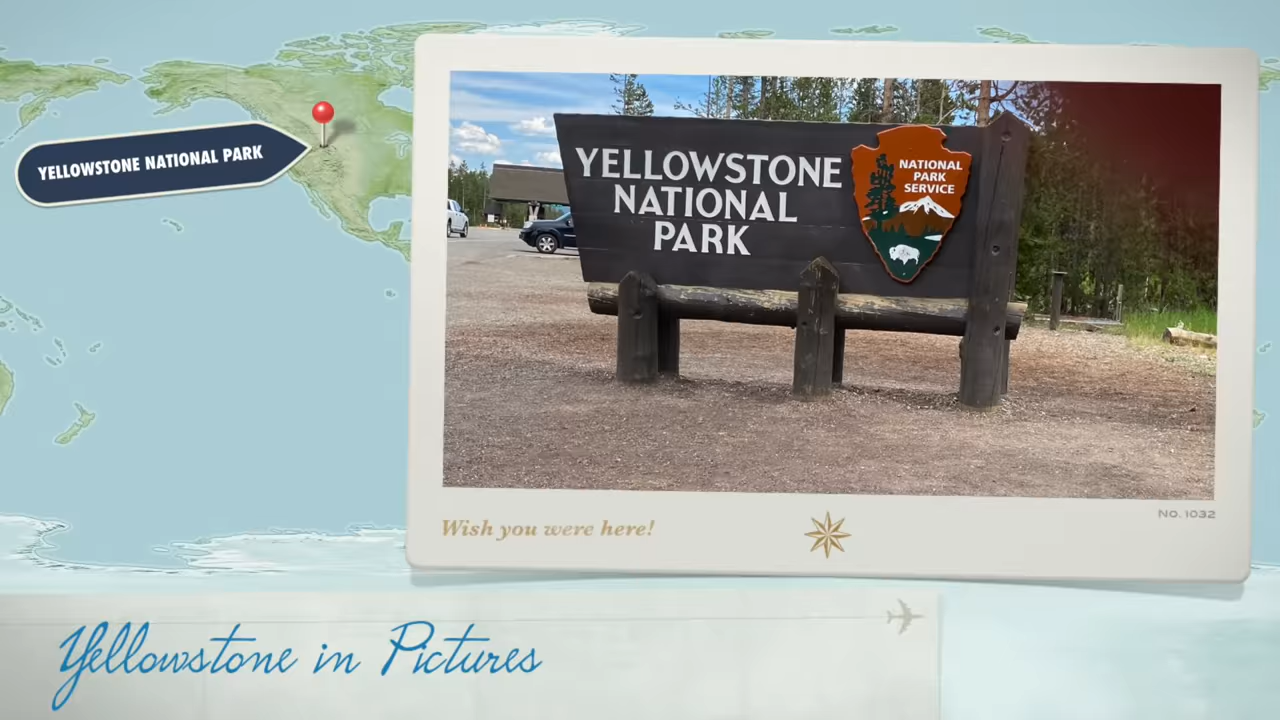 YELLOWSTONE NATIONAL PARK
YELLOWSTONE
NATIONAL
PARK
NATIONAL
PARK
SERVICE
Wish you were here!
NO. 1032
Yellowstone in Pictures